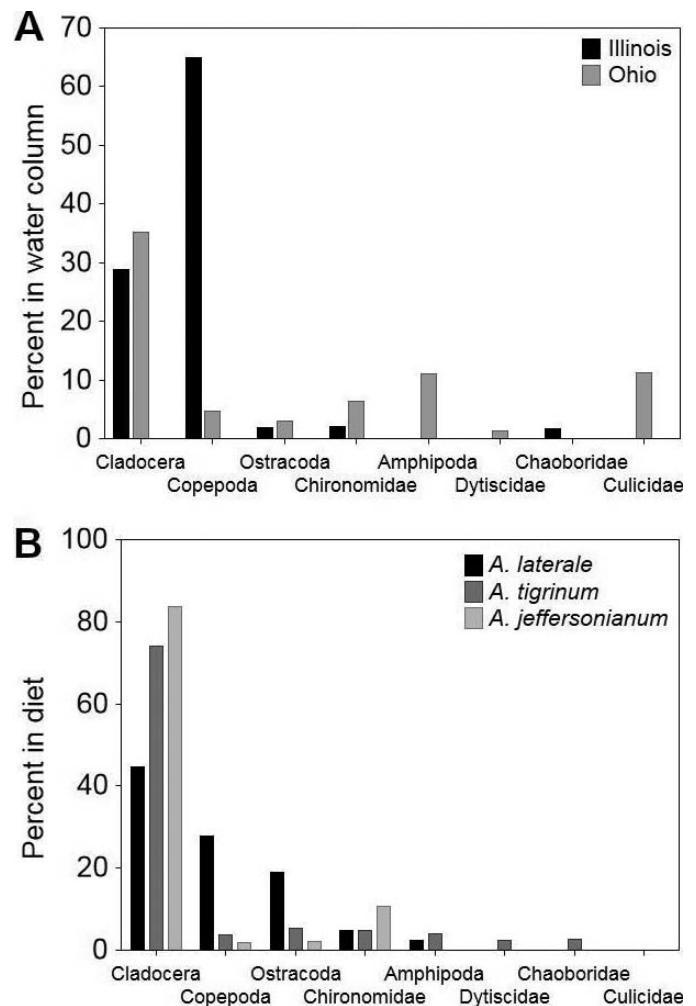 A
70
60
50
40
30
20
10
0
Percent in water column
Illinois
Ohio
Cladocera
Ostracoda
Amphipoda
Chaoboridae
Copepoda
Chironomidae
Dytiscidae
Culicidae
B
100
80
60
40
20
0
Percent in diet
A. laterale
A. tigrinum
A. jeffersonianum
Cladocera
Ostracoda
Amphipoda
Chaoboridae
Copepoda
Chironomidae
Dytiscidae
Culicidae